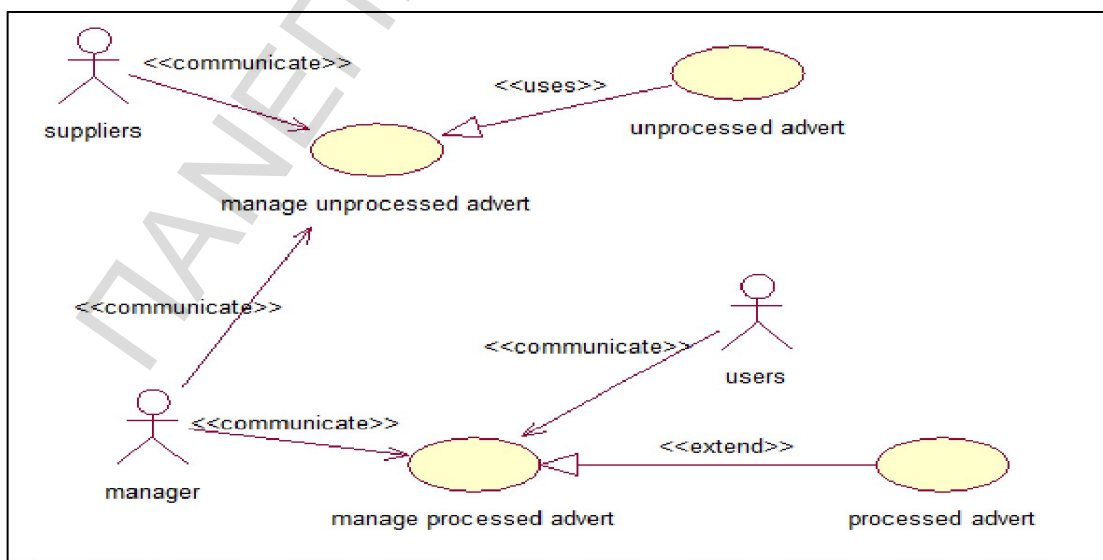 <<communicate>>
<<uses>>
suppliers
unprocessed advert
manage unprocessed advert
<<communicate>>
<<communicate>>
users
<<communicate>>
<<extend>>
manager
manage processed advert
processed advert
ΠΑΝΕΠ